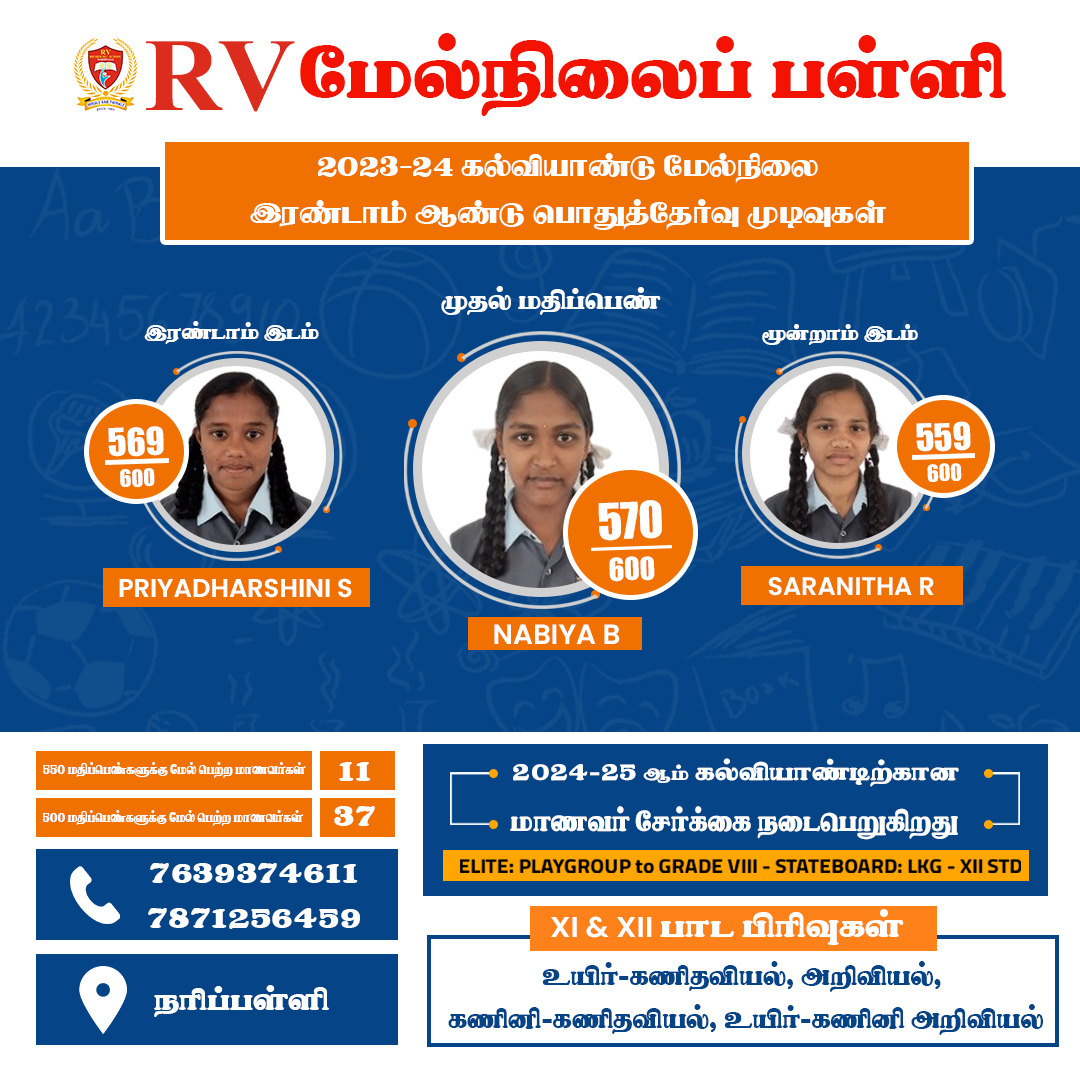 RV மேல்நிலைப் பள்ளி
2023-24 கல்வியாண்டு மேல்நிலை
இரண்டாம் ஆண்டு பொதுத்தேர்வு முடிவுகள்
முதல் மதிப்பெண்
இரண்டாம் இடம்
மூன்றாம் இடம்
569
600
570
600
559
600
PRIYADHARSHINI S
NABIYA B
SARANITHA R
550 மதிப்பெண்களுக்கு மேல் பெற்ற மாணவர்கள் 11
500 மதிப்பெண்களுக்கு மேல் பெற்ற மாணவர்கள் 37
7639374611
7871256459
நரிப்பள்ளி
2024-25 ஆம் கல்வியாண்டிற்கான
மாணவர் சேர்க்கை நடைபெறுகிறது
ELITE: PLAYGROUP to GRADE VIII - STATEBOARD: LKG - XII STD
XI & XII பாட பிரிவுகள்
உயிர்-கணிதவியல், அறிவியல்,
கணினி-கணிதவியல், உயிர்-கணினி அறிவியல்